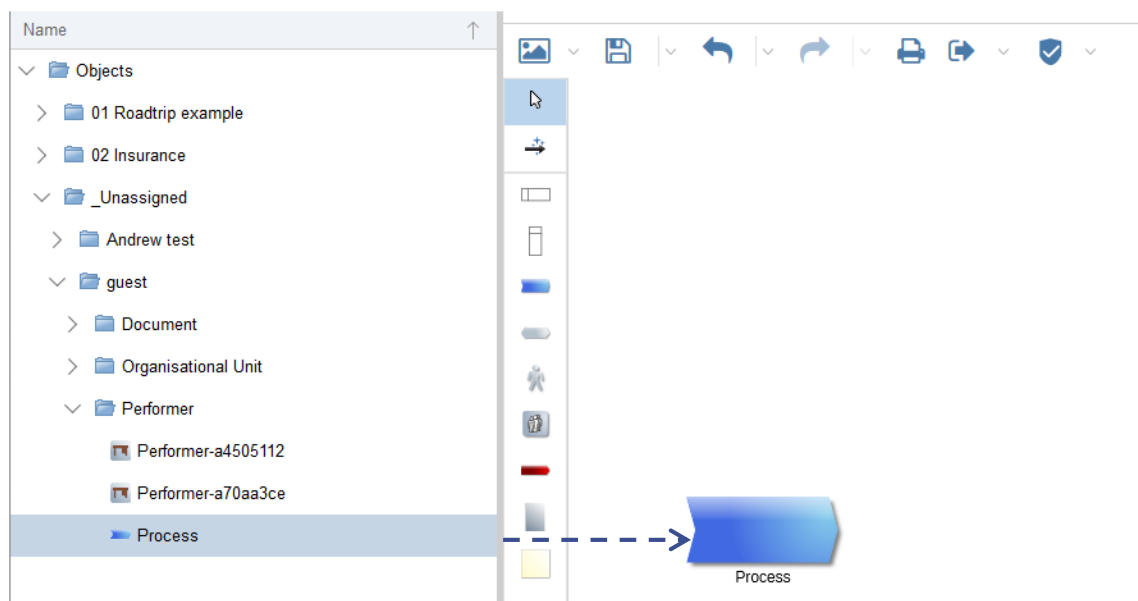 Name
Objects
01 Roadtrip example
02 Insurance
_Unassigned
Andrew test
guest
Document
Organisational Unit
Performer
Performer-a4505112
Performer-a70aa3ce
Process
Process